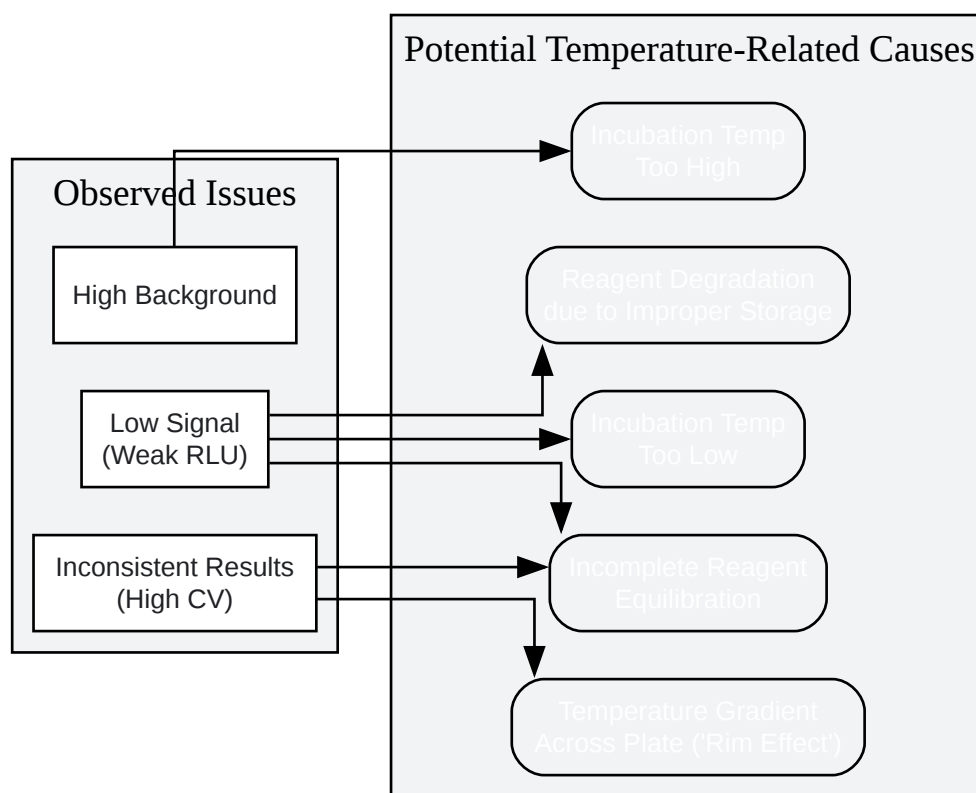 Potential Temperature-Related Causes
Incubation Temp
Too High
Observed Issues
High Background
Reagent Degradation
due to Improper Storage
Low Signal
(Weak RLU)
Incubation Temp
Too Low
Inconsistent Results
(High CV)
Incomplete Reagent
Equilibration
Temperature Gradient
Across Plate ('Rim Effect')